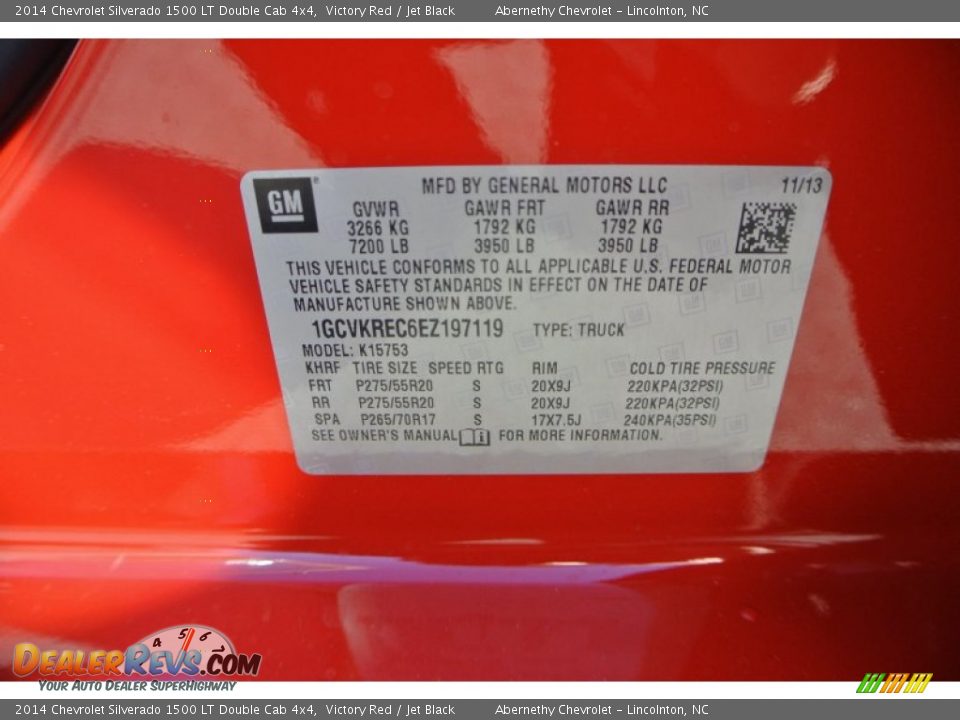 2014 Chevrolet Silverado 1500 LT Double Cab 4x4, Victory Red / Jet Black Abernethy Chevrolet – Lincolnton, NC
GM
MFD BY GENERAL MOTORS LLC 11/13
GVWR GAWR FRT GAWR RR
3266 KG 1792 KG 1792 KG
7200 LB 3950 LB 3950 LB
THIS VEHICLE CONFORMS TO ALL APPLICABLE U.S. FEDERAL MOTOR
VEHICLE SAFETY STANDARDS IN EFFECT ON THE DATE OF
MANUFACTURE SHOWN ABOVE.
1GCVKREC6EZ197119 TYPE: TRUCK
MODEL: K15753
KHRF TIRE SIZE SPEED RTG RIM COLD TIRE PRESSURE
FRT P275/55R20 S 20X9J 220KPA(32PSI)
RR P275/55R20 S 20X9J 220KPA(32PSI)
SPA P265/70R17 S 17X7.5J 240KPA(35PSI)
SEE OWNER'S MANUAL FOR MORE INFORMATION.
4 5 6
DealerRevs.com
Your Auto Dealer SuperHighway
2014 Chevrolet Silverado 1500 LT Double Cab 4x4, Victory Red / Jet Black Abernethy Chevrolet – Lincolnton, NC